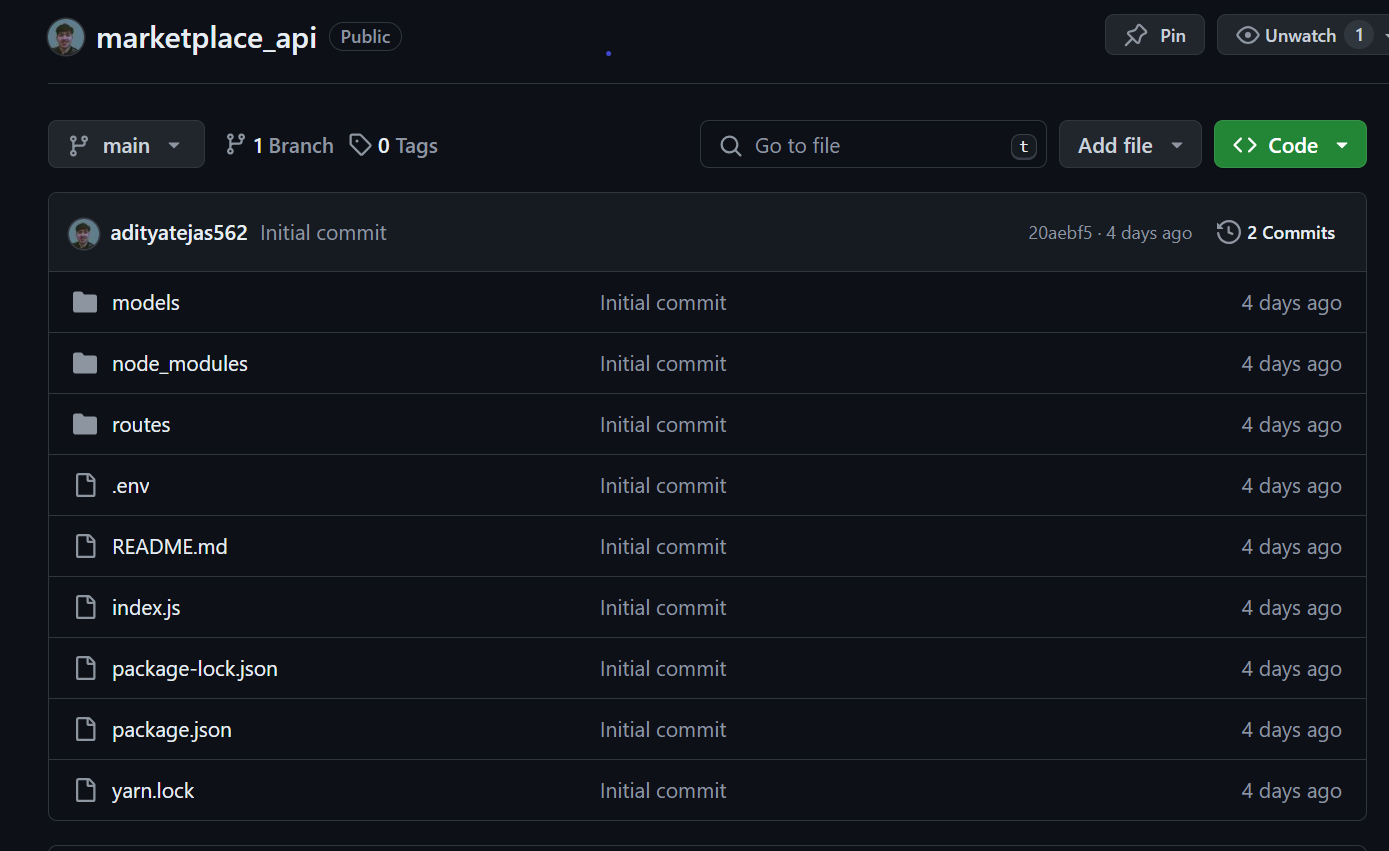 marketplace_api Public Pin Unwatch 1
main 1 Branch 0 Tags Go to file t Add file Code
adityatejas562 Initial commit 20aebf5 · 4 days ago 2 Commits
models Initial commit 4 days ago
node_modules Initial commit 4 days ago
routes Initial commit 4 days ago
.env Initial commit 4 days ago
README.md Initial commit 4 days ago
index.js Initial commit 4 days ago
package-lock.json Initial commit 4 days ago
package.json Initial commit 4 days ago
yarn.lock Initial commit 4 days ago